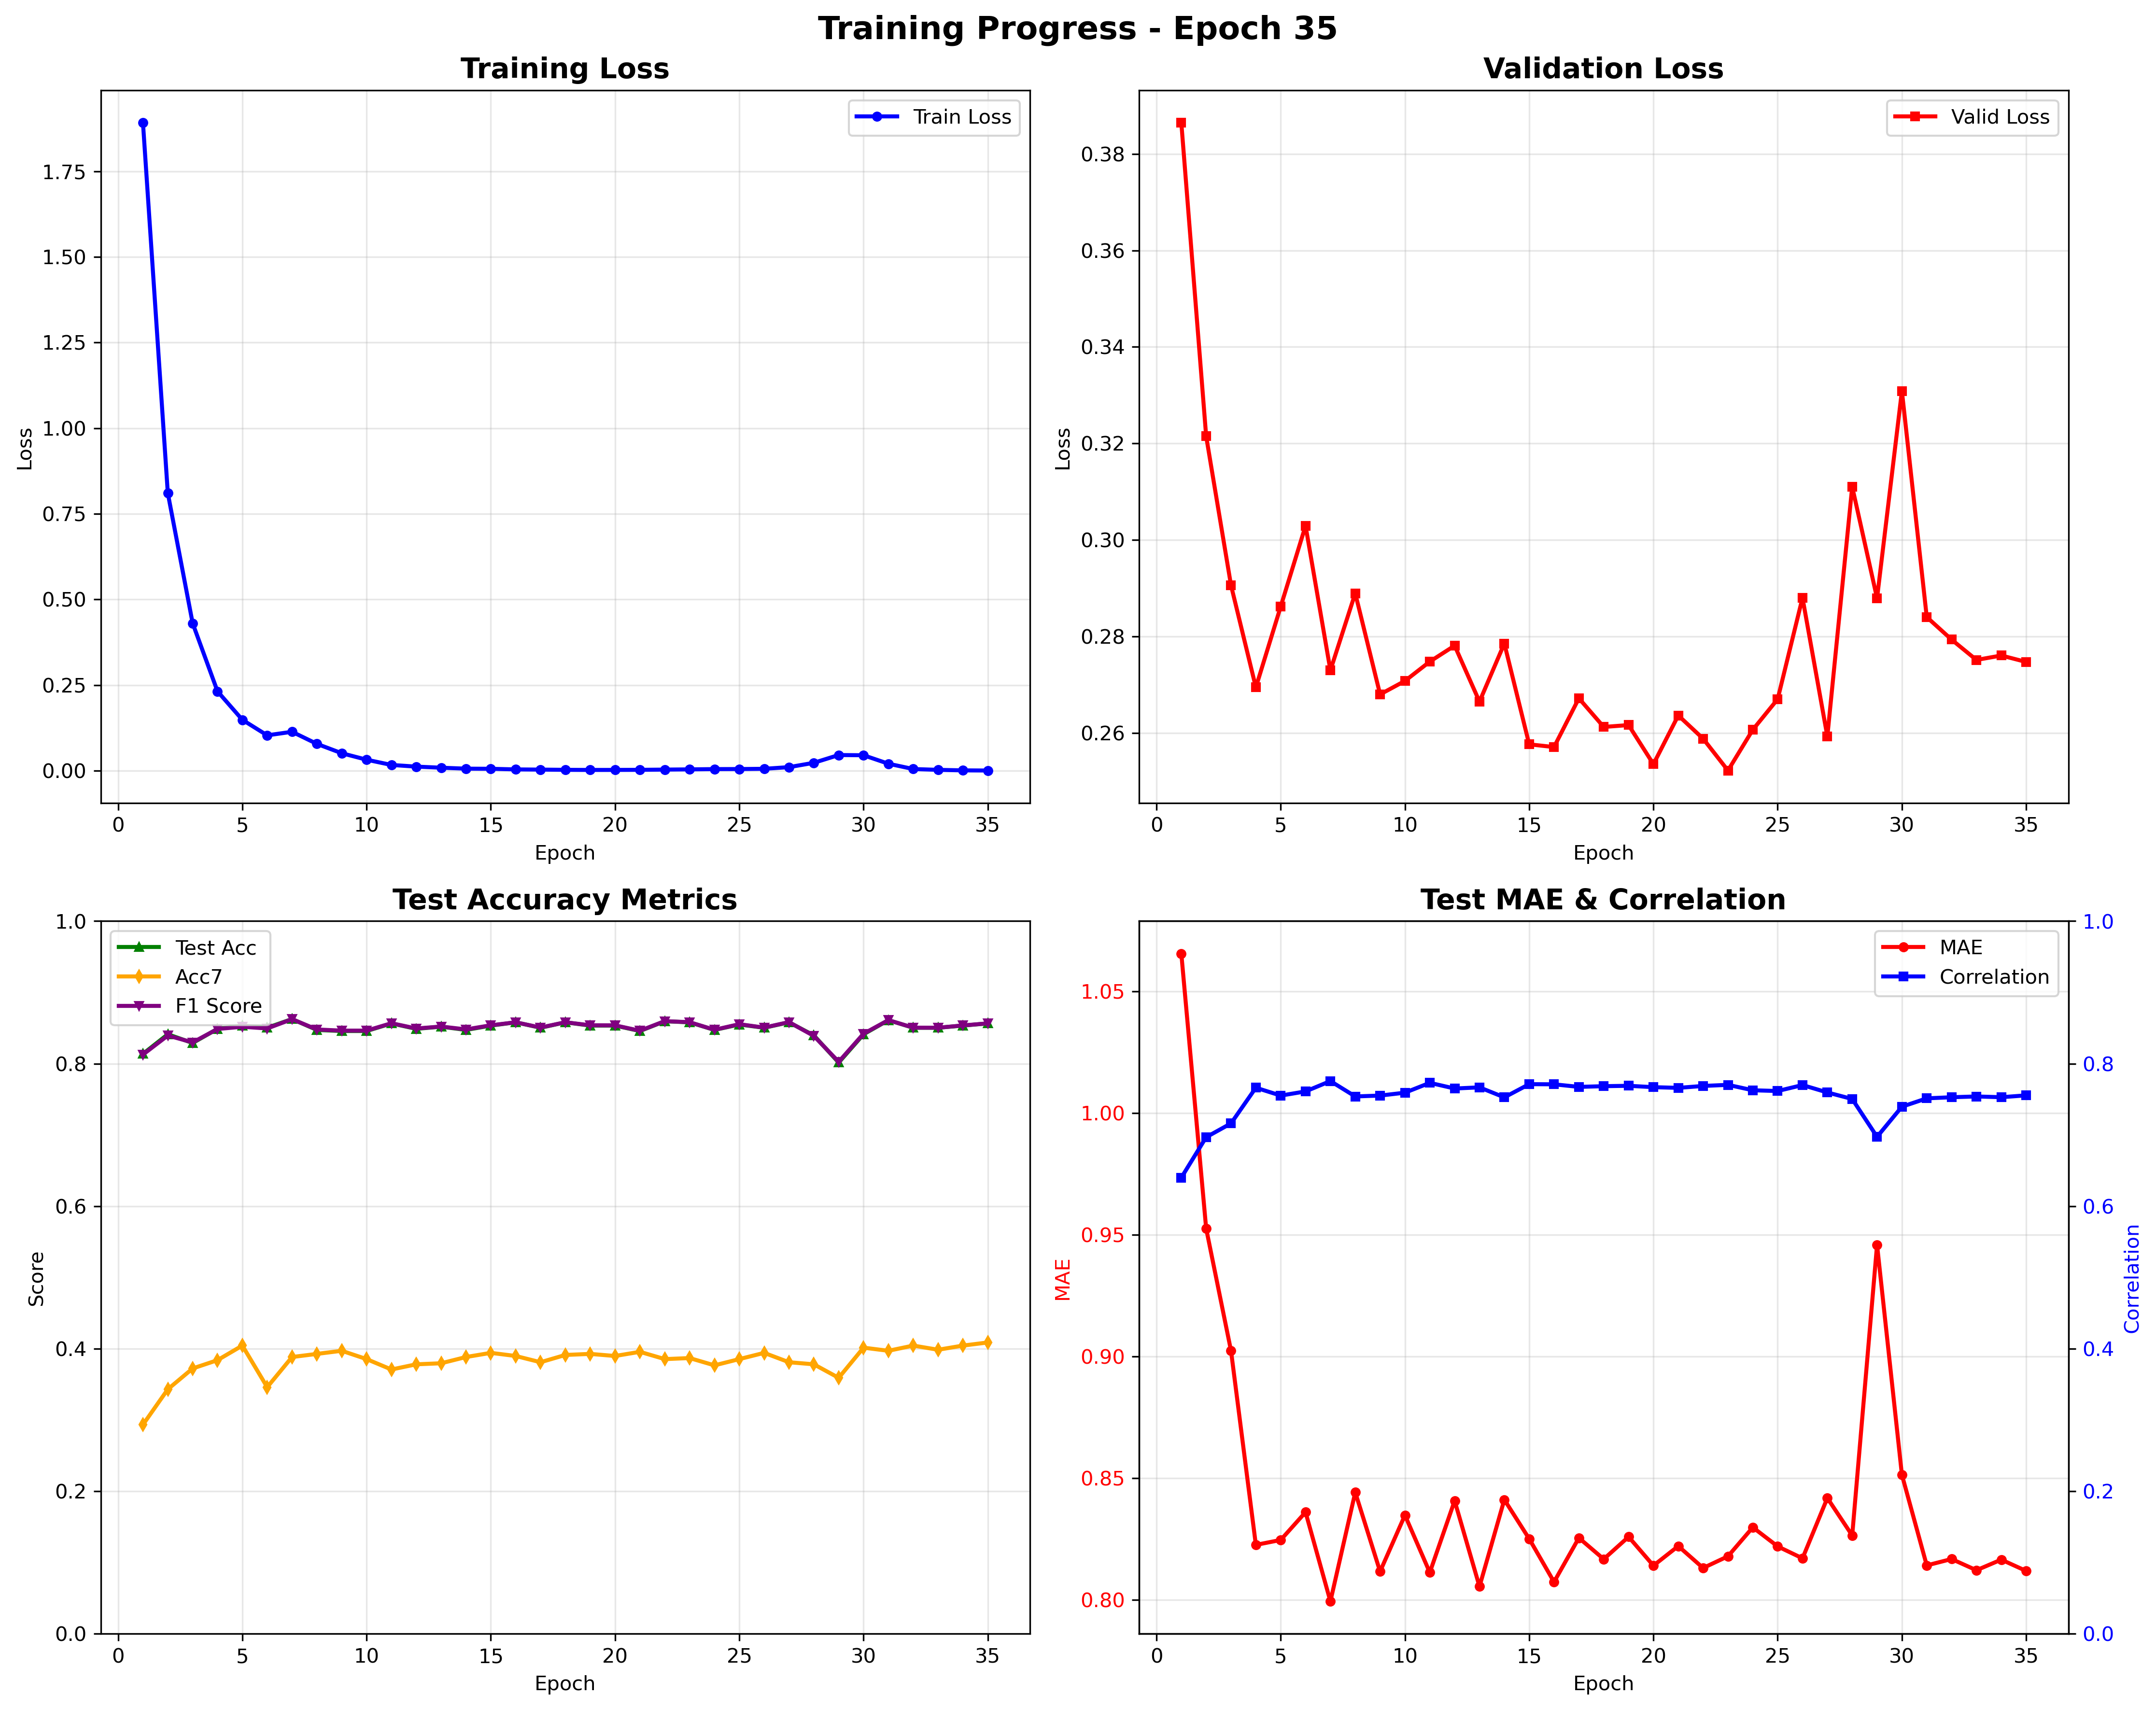 Training Progress - Epoch 35
Training Loss
Train Loss
1.75
1.50
1.25
1.00
0.75
0.50
0.25
0.00
Loss
0 5 10 15 20 25 30 35
Epoch
Validation Loss
Valid Loss
0.38
0.36
0.34
0.32
0.30
0.28
0.26
Loss
0 5 10 15 20 25 30 35
Epoch
Test Accuracy Metrics
Test Acc
Acc7
F1 Score
1.0
0.8
0.6
0.4
0.2
0.0
Score
0 5 10 15 20 25 30 35
Epoch
Test MAE & Correlation
MAE
Correlation
1.05
1.00
0.95
0.90
0.85
0.80
MAE
1.0
0.8
0.6
0.4
0.2
0.0
Correlation
0 5 10 15 20 25 30 35
Epoch